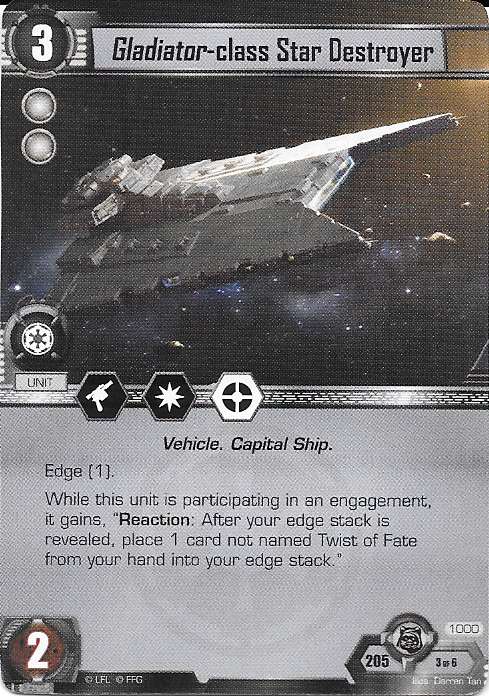 3
Gladiator-class Star Destroyer
UNIT
Vehicle. Capital Ship.
Edge (1).
While this unit is participating in an engagement,
it gains, “Reaction: After your edge stack is
revealed, place 1 card not named Twist of Fate
from your hand into your edge stack.”
2
1000
205
3 OF 6
© LFL © FFG
Illus. Darren Tan